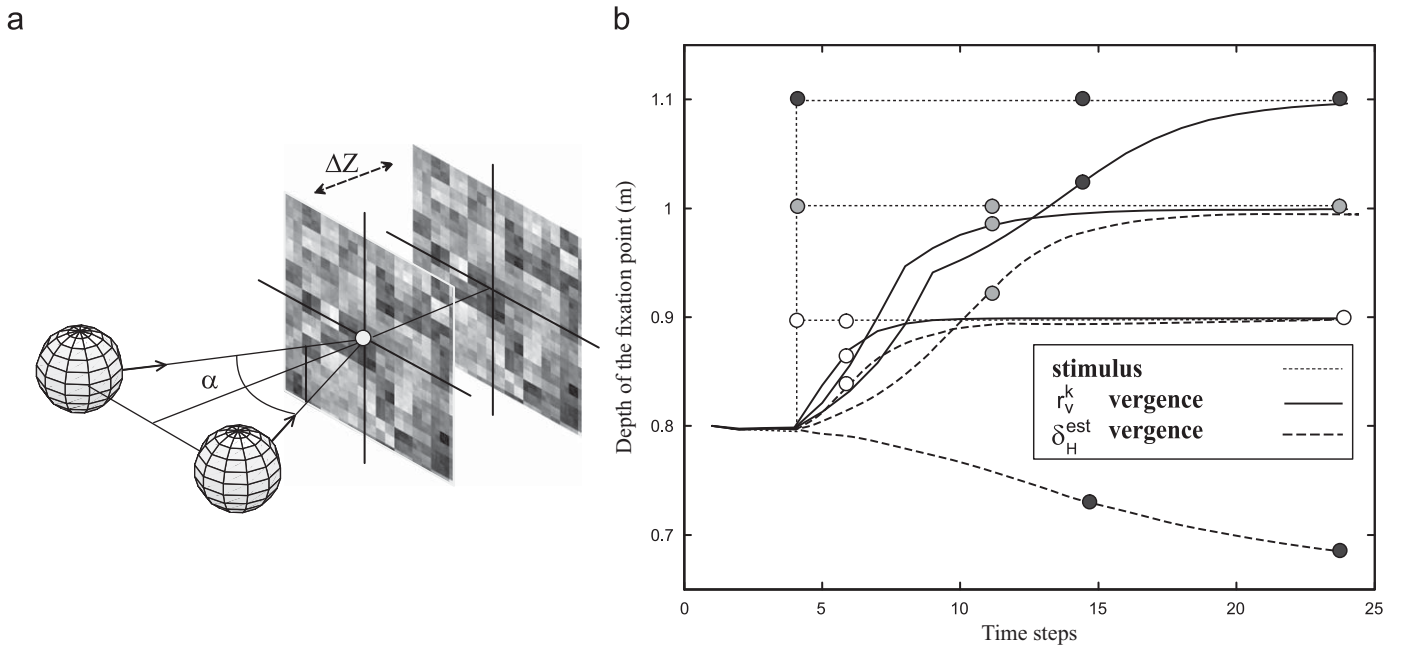 a
ΔZ
α
b
Depth of the fixation point (m)
1.1
1
0.9
0.8
0.7
0
5
10
15
20
25
Time steps
stimulus
r_v^k vergence
δ_H^est vergence